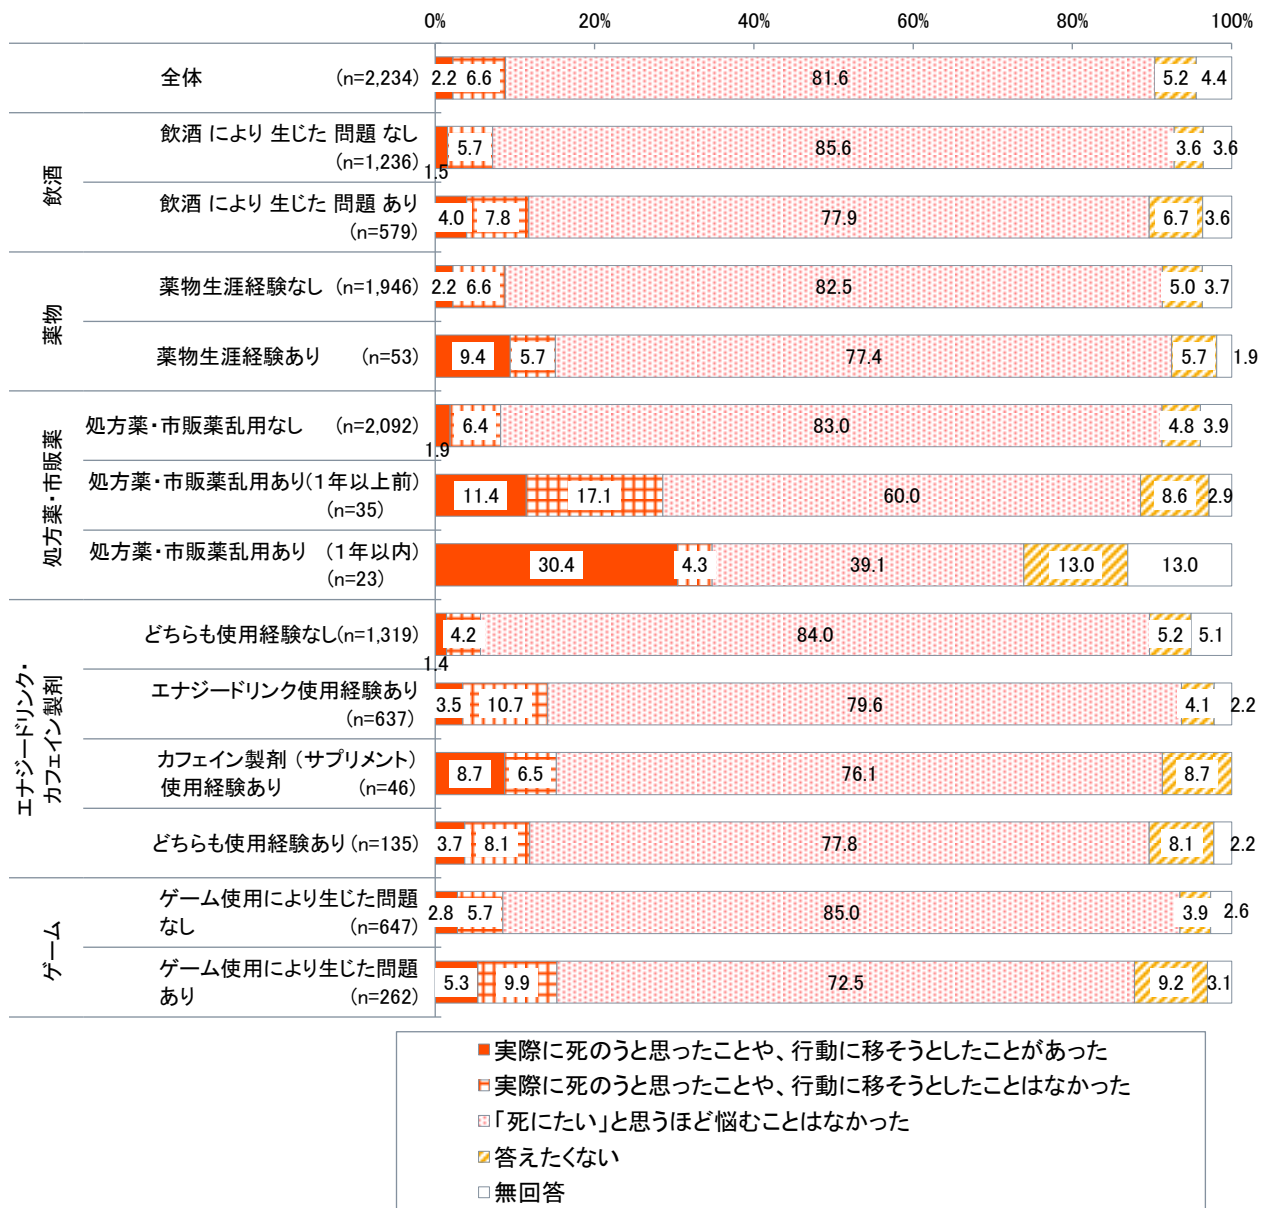 0% 20% 40% 60% 80% 100%
全体 (n=2,234) 2.2 6.6 81.6 5.2 4.4
飲酒
飲酒 により 生じた 問題 なし
(n=1,236) 1.5 5.7 85.6 3.6 3.6
飲酒 により 生じた 問題 あり
(n=579) 4.0 7.8 77.9 6.7 3.6
薬物
薬物生涯経験なし (n=1,946) 2.2 6.6 82.5 5.0 3.7
薬物生涯経験あり (n=53) 9.4 5.7 77.4 5.7 1.9
処方薬・市販薬
処方薬・市販薬乱用なし (n=2,092) 1.9 6.4 83.0 4.8 3.9
処方薬・市販薬乱用あり(1年以上前)
(n=35) 11.4 17.1 60.0 8.6 2.9
処方薬・市販薬乱用あり (1年以内)
(n=23) 30.4 4.3 39.1 13.0 13.0
エナジードリンク・
カフェイン製剤
どちらも使用経験なし(n=1,319) 1.4 4.2 84.0 5.2 5.1
エナジードリンク使用経験あり
(n=637) 3.5 10.7 79.6 4.1 2.2
カフェイン製剤 (サプリメント)
使用経験あり (n=46) 8.7 6.5 76.1 8.7
どちらも使用経験あり (n=135) 3.7 8.1 77.8 8.1 2.2
ゲーム
ゲーム使用により生じた問題
なし (n=647) 2.8 5.7 85.0 3.9 2.6
ゲーム使用により生じた問題
あり (n=262) 5.3 9.9 72.5 9.2 3.1
実際に死のうと思ったことや、行動に移そうとしたことがあった
実際に死のうと思ったことや、行動に移そうとしたことはなかった
「死にたい」と思うほど悩むことはなかった
答えたくない
無回答